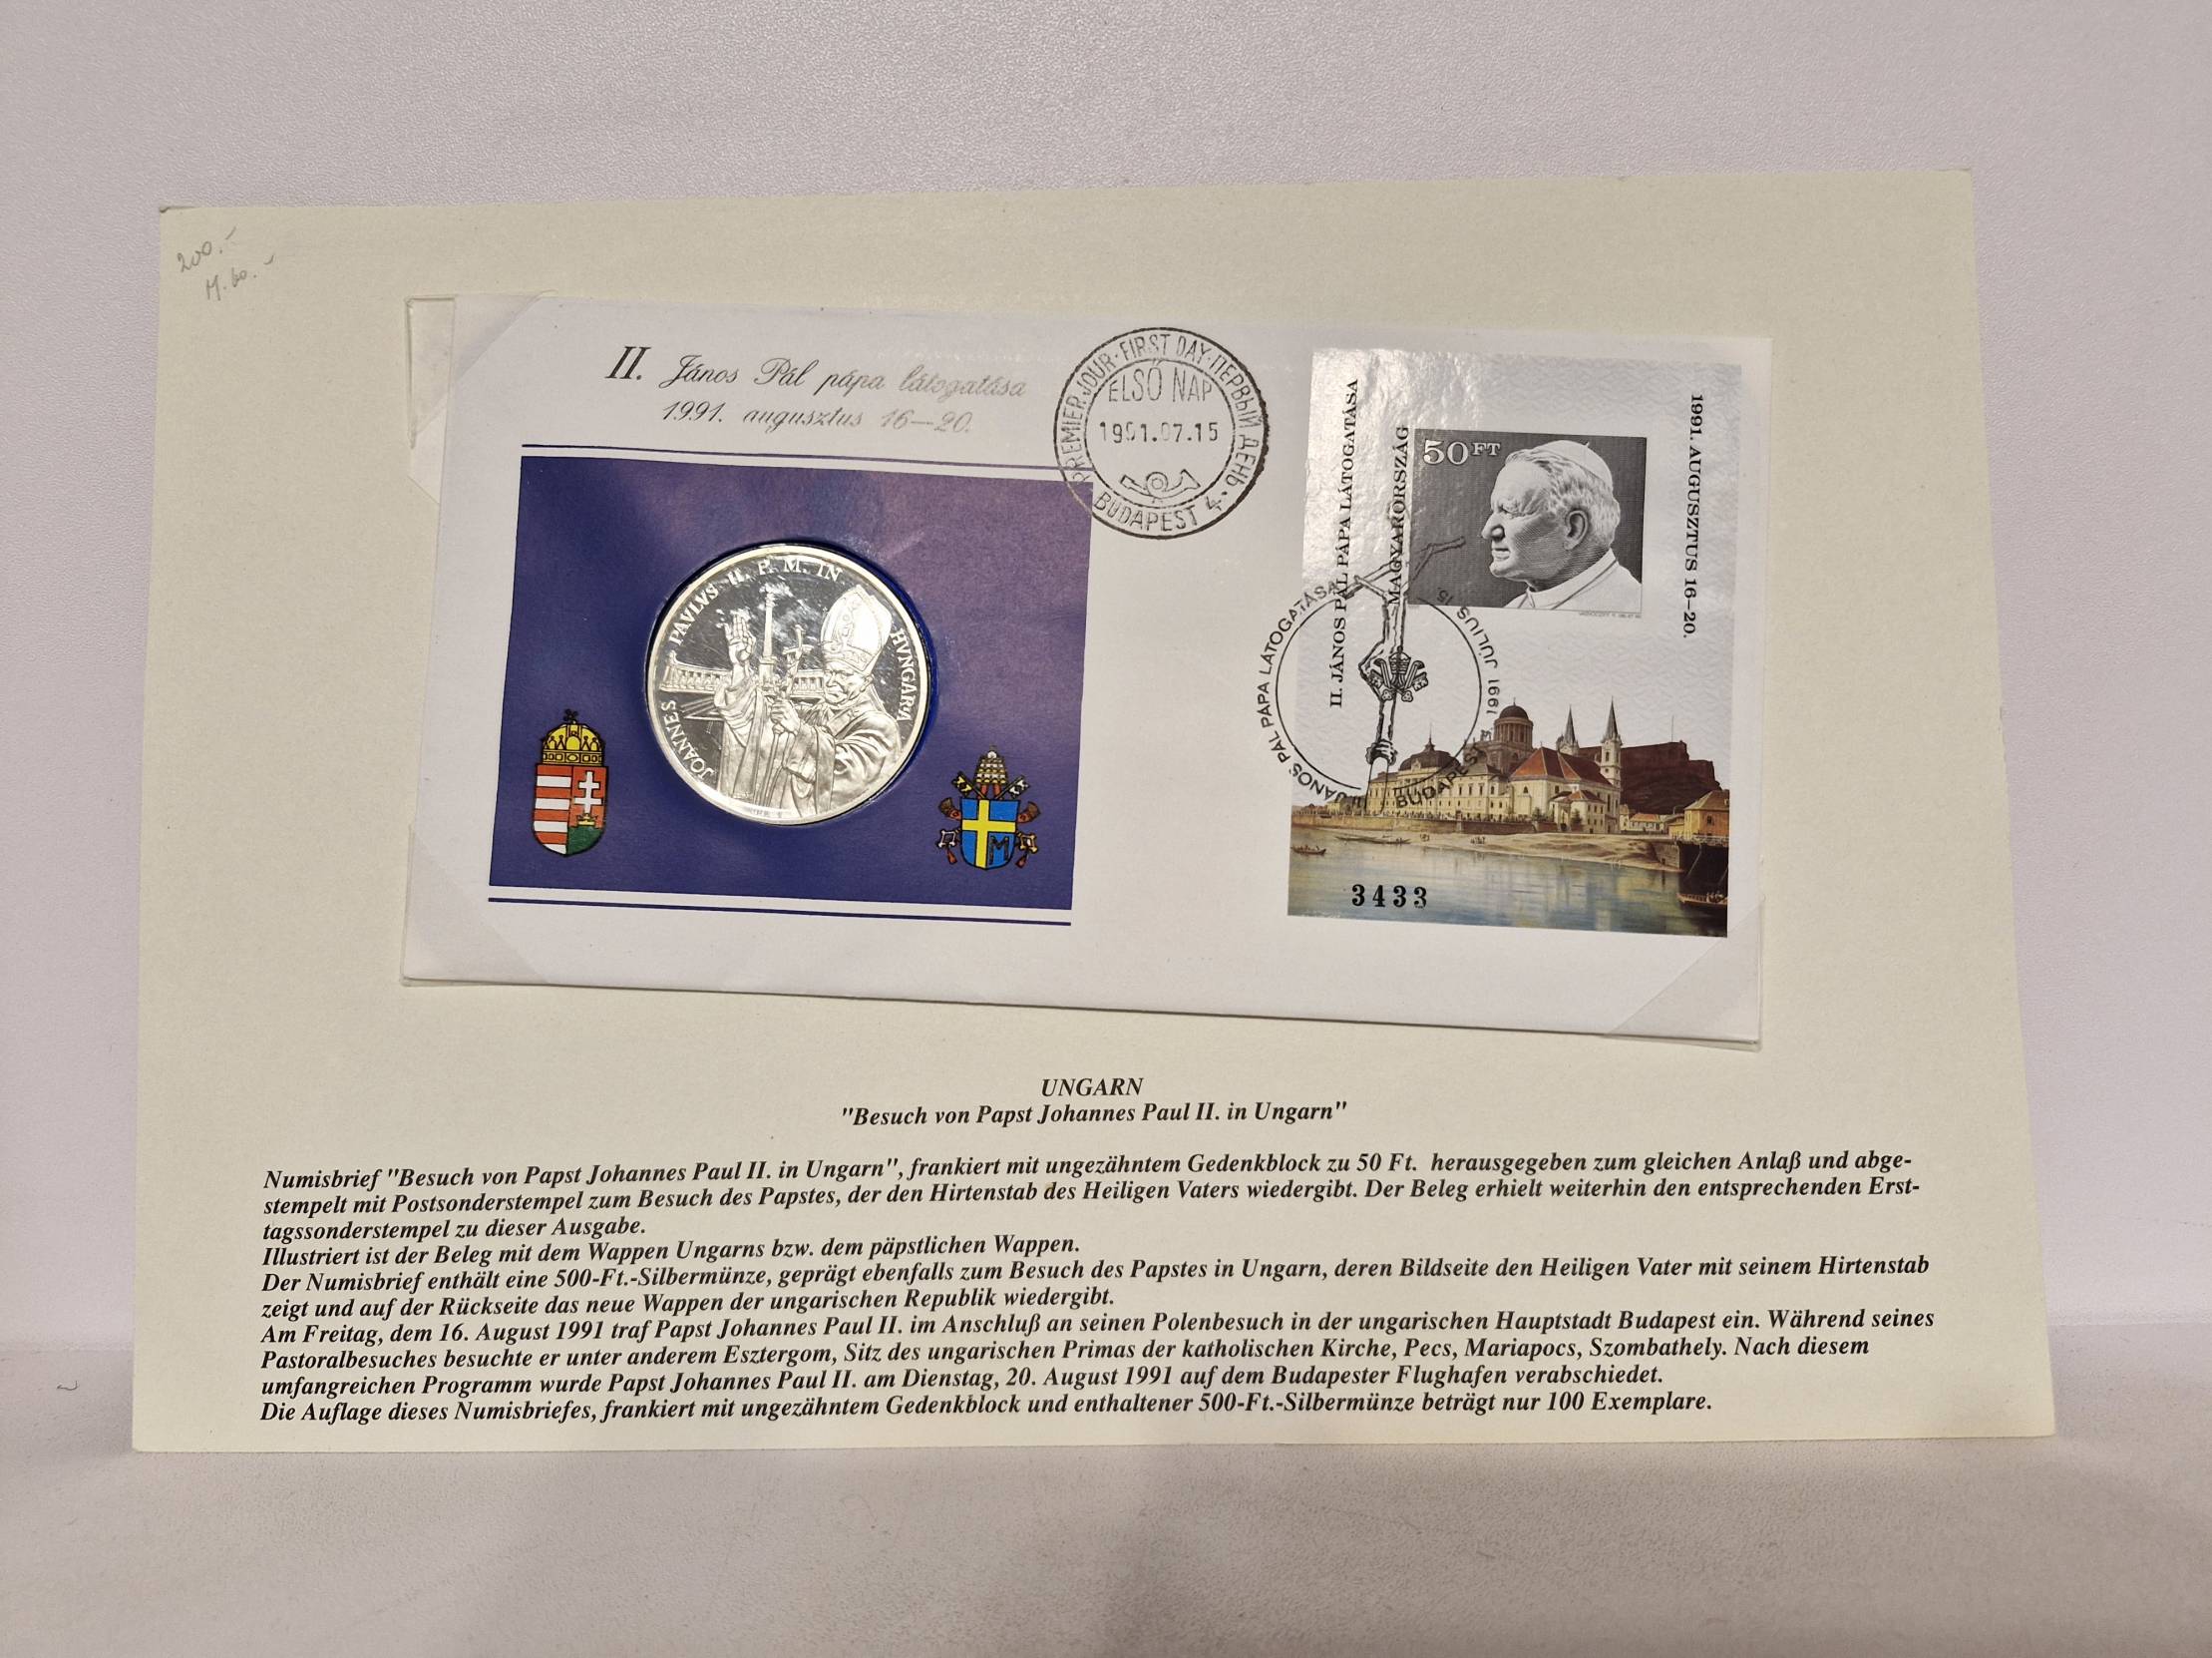 200.-
II. János Pál pápa látogatása
1991. augusztus 16—20.
PREMIER JOUR · FIRST DAY · ПЕРВЫЙ ДЕНЬ ·
ELSŐ NAP
1991.07.15
BUDAPEST 4
JOANNES PAVLVS II. P. M. IN HVNGARIA
M
II. JÁNOS PÁL PÁPA LÁTOGATÁSA
MAGYARORSZÁG
50FT
1991. AUGUSZTUS 16-20.
II. JÁNOS PÁL PÁPA LÁTOGATÁSA
1991 JÚLIUS 15
BUDAPEST
3433
UNGARN
"Besuch von Papst Johannes Paul II. in Ungarn"
Numisbrief "Besuch von Papst Johannes Paul II. in Ungarn", frankiert mit ungezähntem Gedenkblock zu 50 Ft. herausgegeben zum gleichen Anlaß und abge-
stempelt mit Postsonderstempel zum Besuch des Papstes, der den Hirtenstab des Heiligen Vaters wiedergibt. Der Beleg erhielt weiterhin den entsprechenden Erst-
tagssonderstempel zu dieser Ausgabe.
Illustriert ist der Beleg mit dem Wappen Ungarns bzw. dem päpstlichen Wappen.
Der Numisbrief enthält eine 500-Ft.-Silbermünze, geprägt ebenfalls zum Besuch des Papstes in Ungarn, deren Bildseite den Heiligen Vater mit seinem Hirtenstab
zeigt und auf der Rückseite das neue Wappen der ungarischen Republik wiedergibt.
Am Freitag, dem 16. August 1991 traf Papst Johannes Paul II. im Anschluß an seinen Polenbesuch in der ungarischen Hauptstadt Budapest ein. Während seines
Pastoralbesuches besuchte er unter anderem Esztergom, Sitz des ungarischen Primas der katholischen Kirche, Pecs, Mariapocs, Szombathely. Nach diesem
umfangreichen Programm wurde Papst Johannes Paul II. am Dienstag, 20. August 1991 auf dem Budapester Flughafen verabschiedet.
Die Auflage dieses Numisbriefes, frankiert mit ungezähntem Gedenkblock und enthaltener 500-Ft.-Silbermünze beträgt nur 100 Exemplare.